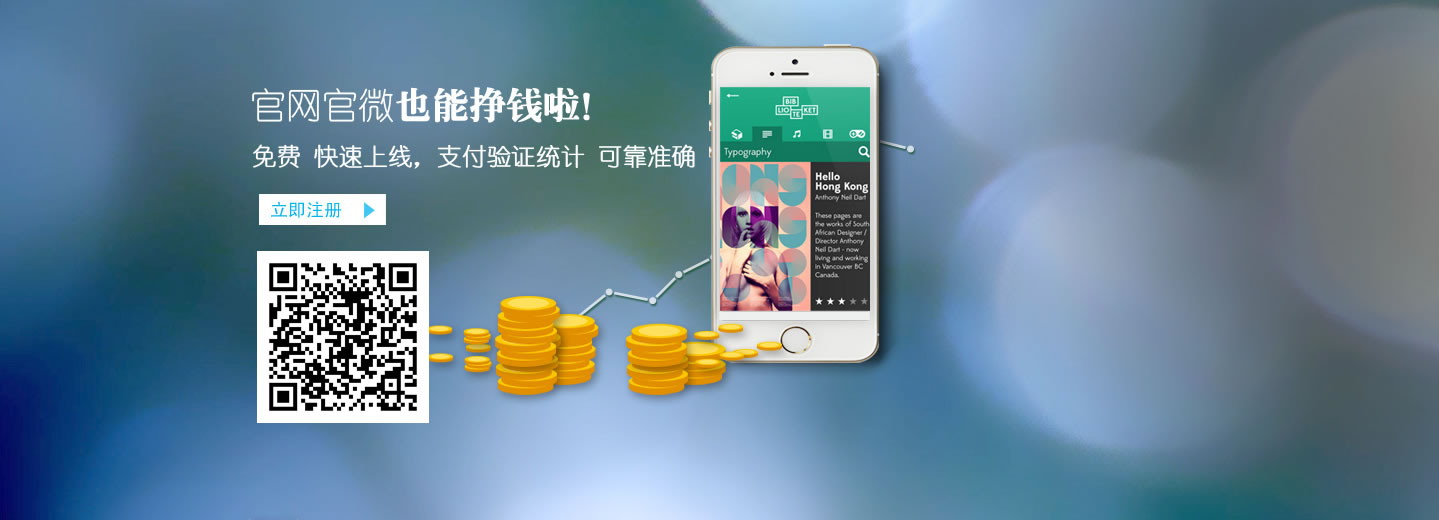 官网官微也能挣钱啦!
免费 快速上线，支付验证统计 可靠准确
立即注册
BIB
LIO
TE
KET
Typography
Hello
Hong Kong
Anthony Neil Dart
These pages are
the works of South
African Designer /
Director Anthony
Neil Dart - now
living and working
in Vancouver BC
Canada.